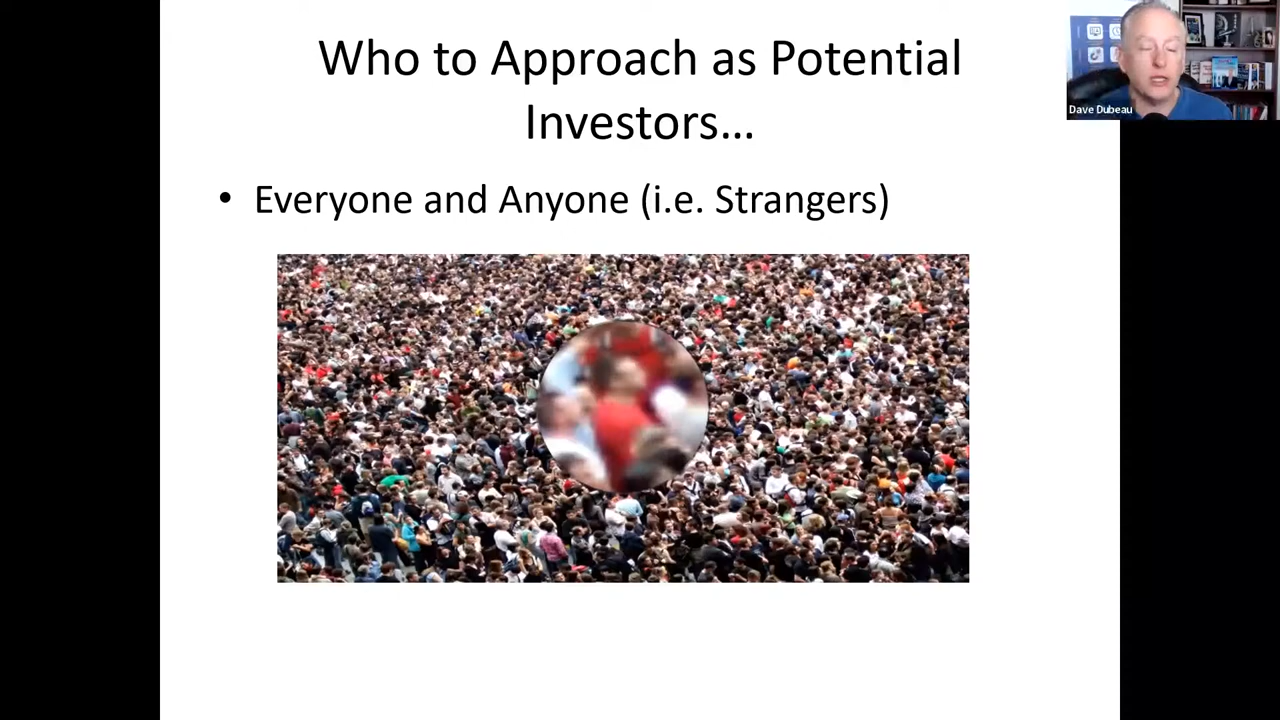 Who to Approach as Potential
Investors…
• Everyone and Anyone (i.e. Strangers)
Dave Dubeau